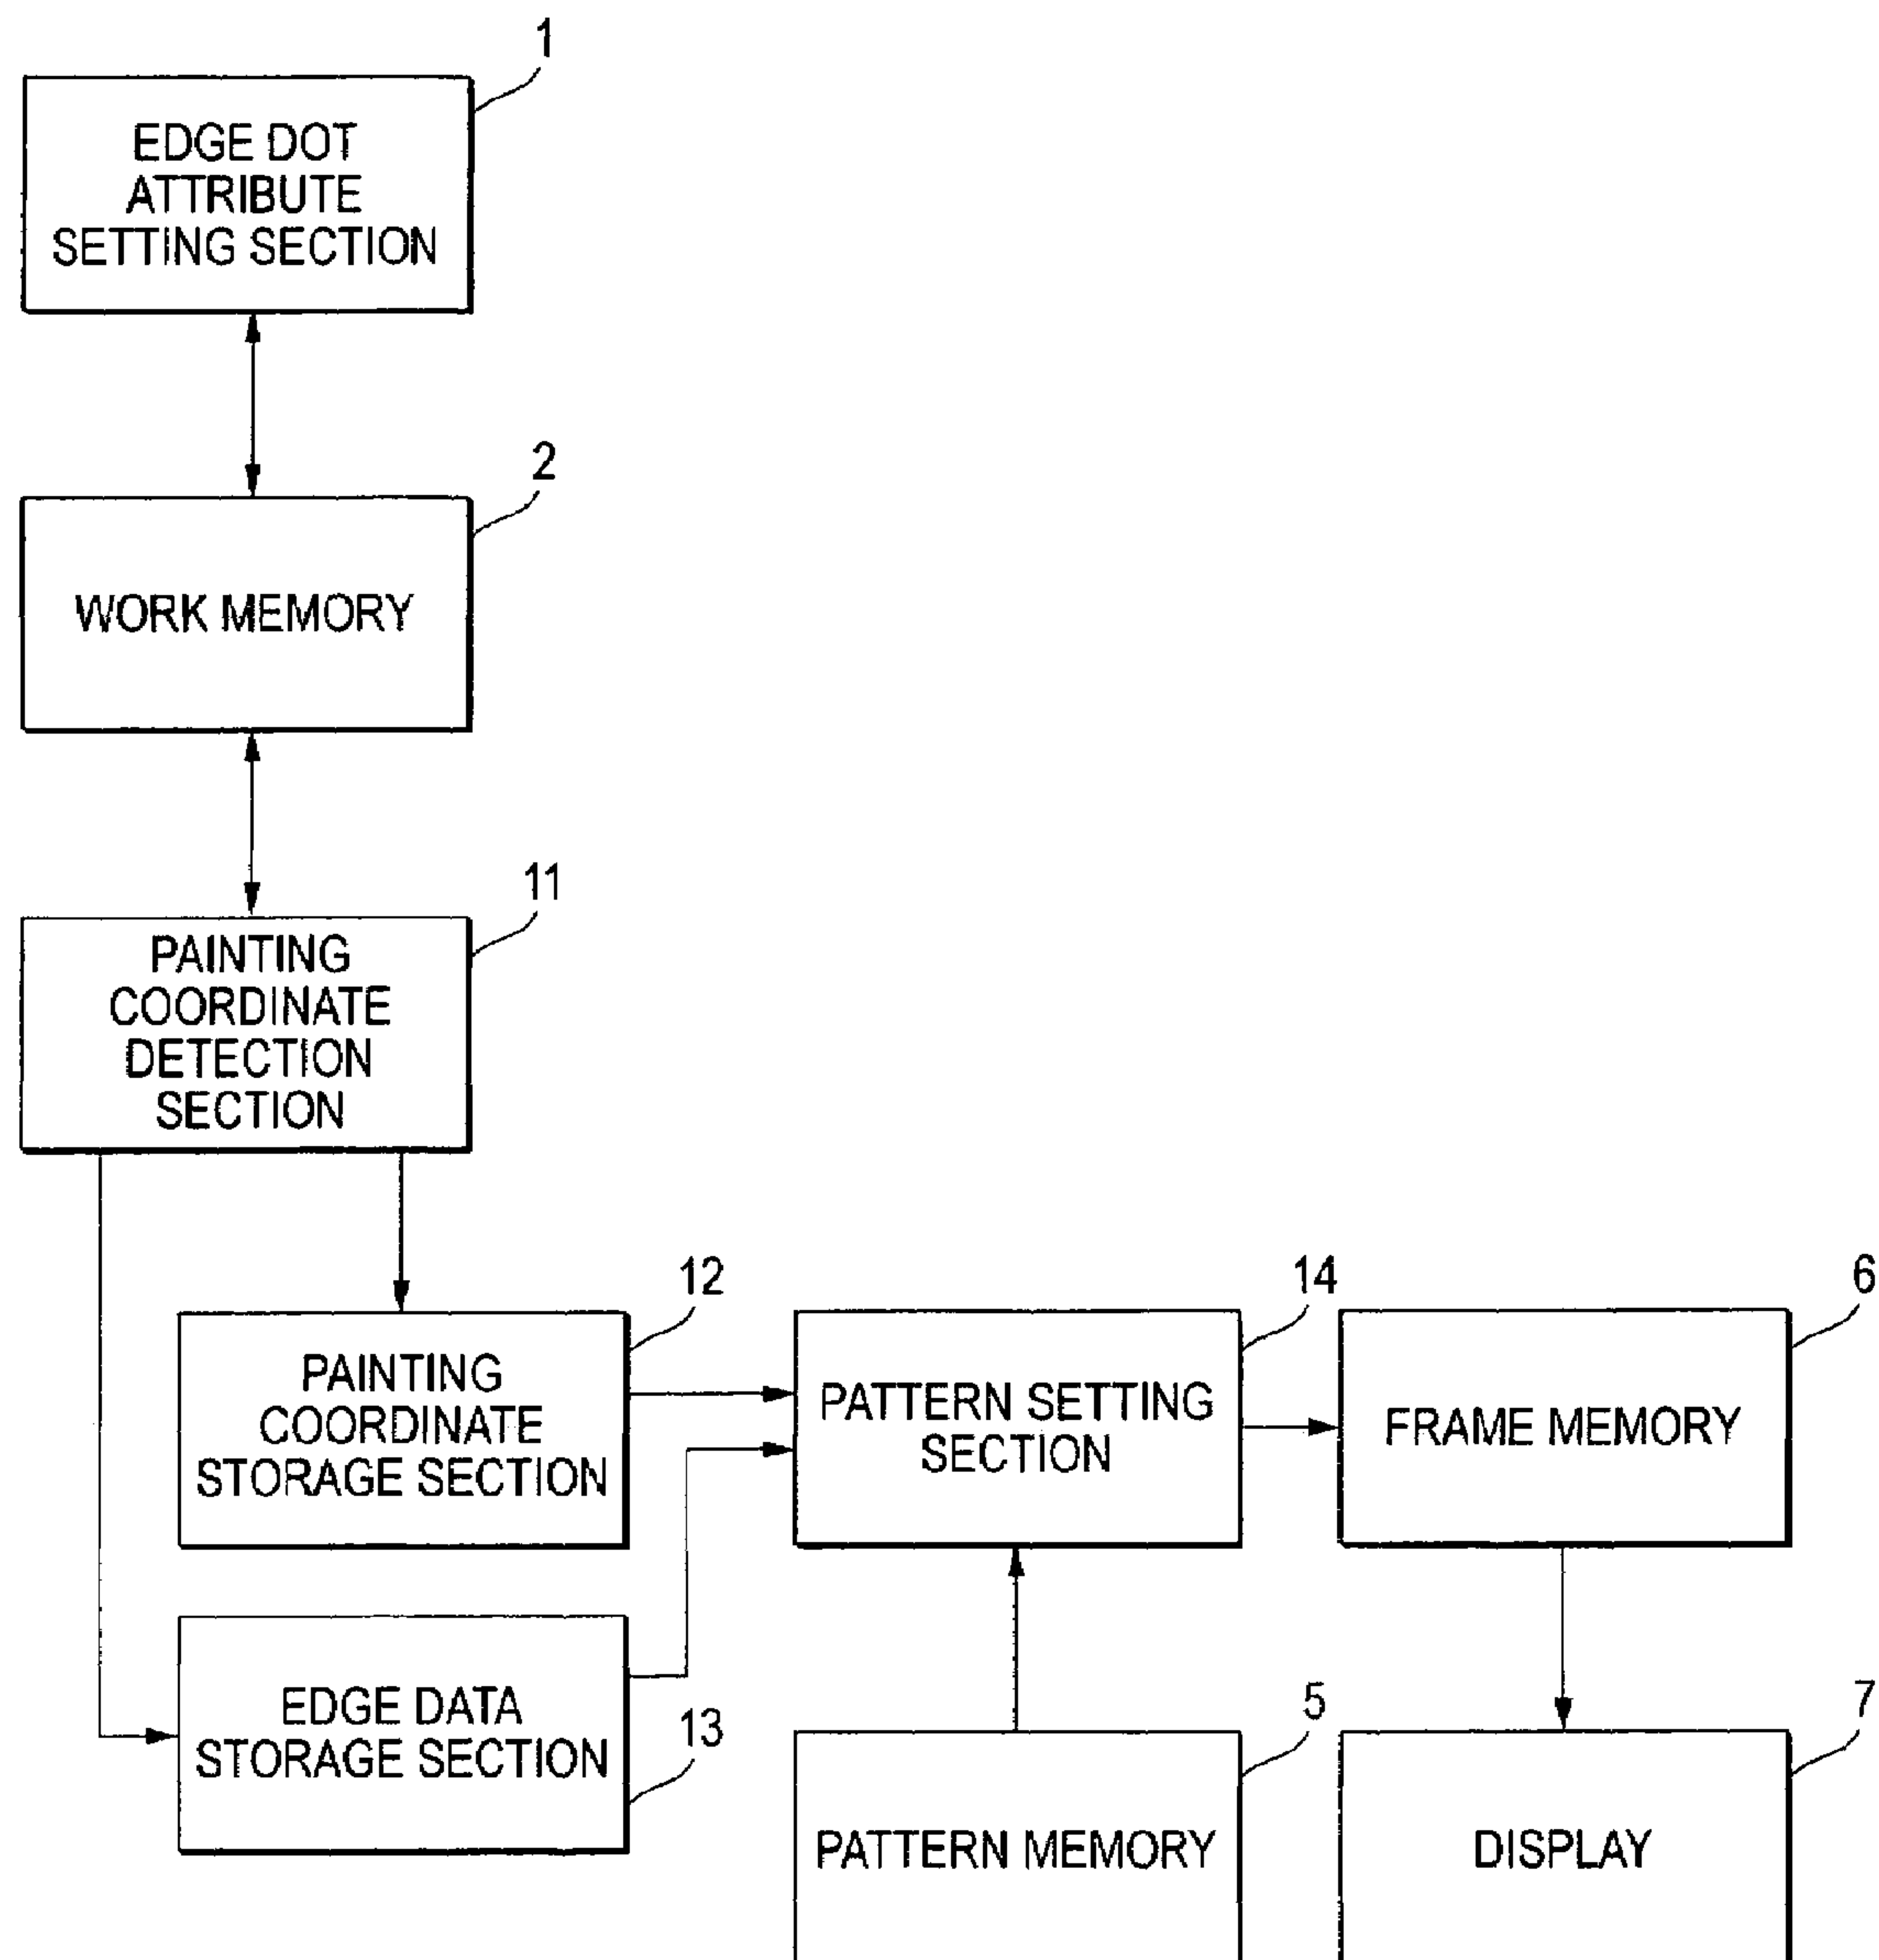 1
EDGE DOT
ATTRIBUTE
SETTING SECTION
2
WORK MEMORY
11
PAINTING
COORDINATE
DETECTION
SECTION
12
PAINTING
COORDINATE
STORAGE SECTION
14
PATTERN SETTING
SECTION
6
FRAME MEMORY
EDGE DATA
STORAGE SECTION
13
5
PATTERN MEMORY
7
DISPLAY